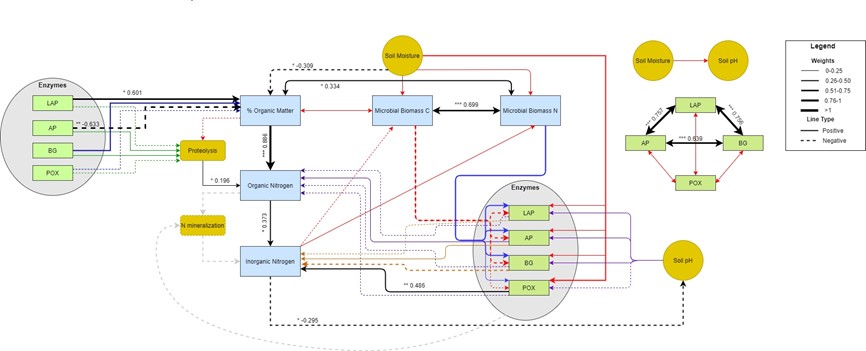 Soil Moisture
Soil Moisture
Soil pH
Legend
Weights
0-0.25
0.26-0.50
0.51-0.75
0.76-1
>1
Line Type
Positive
Negative
* -0.309
** 0.334
Enzymes
LAP
AP
BG
POX
* 0.601
** -0.633
% Organic Matter
Microbial Biomass C
*** 0.699
Microbial Biomass N
LAP
AP
BG
POX
*** 0.757
*** 0.756
*** 0.639
Proteolysis
*** 0.886
* 0.196
Organic Nitrogen
Enzymes
LAP
AP
BG
POX
N mineralization
* 0.373
Inorganic Nitrogen
** 0.486
Soil pH
* -0.295